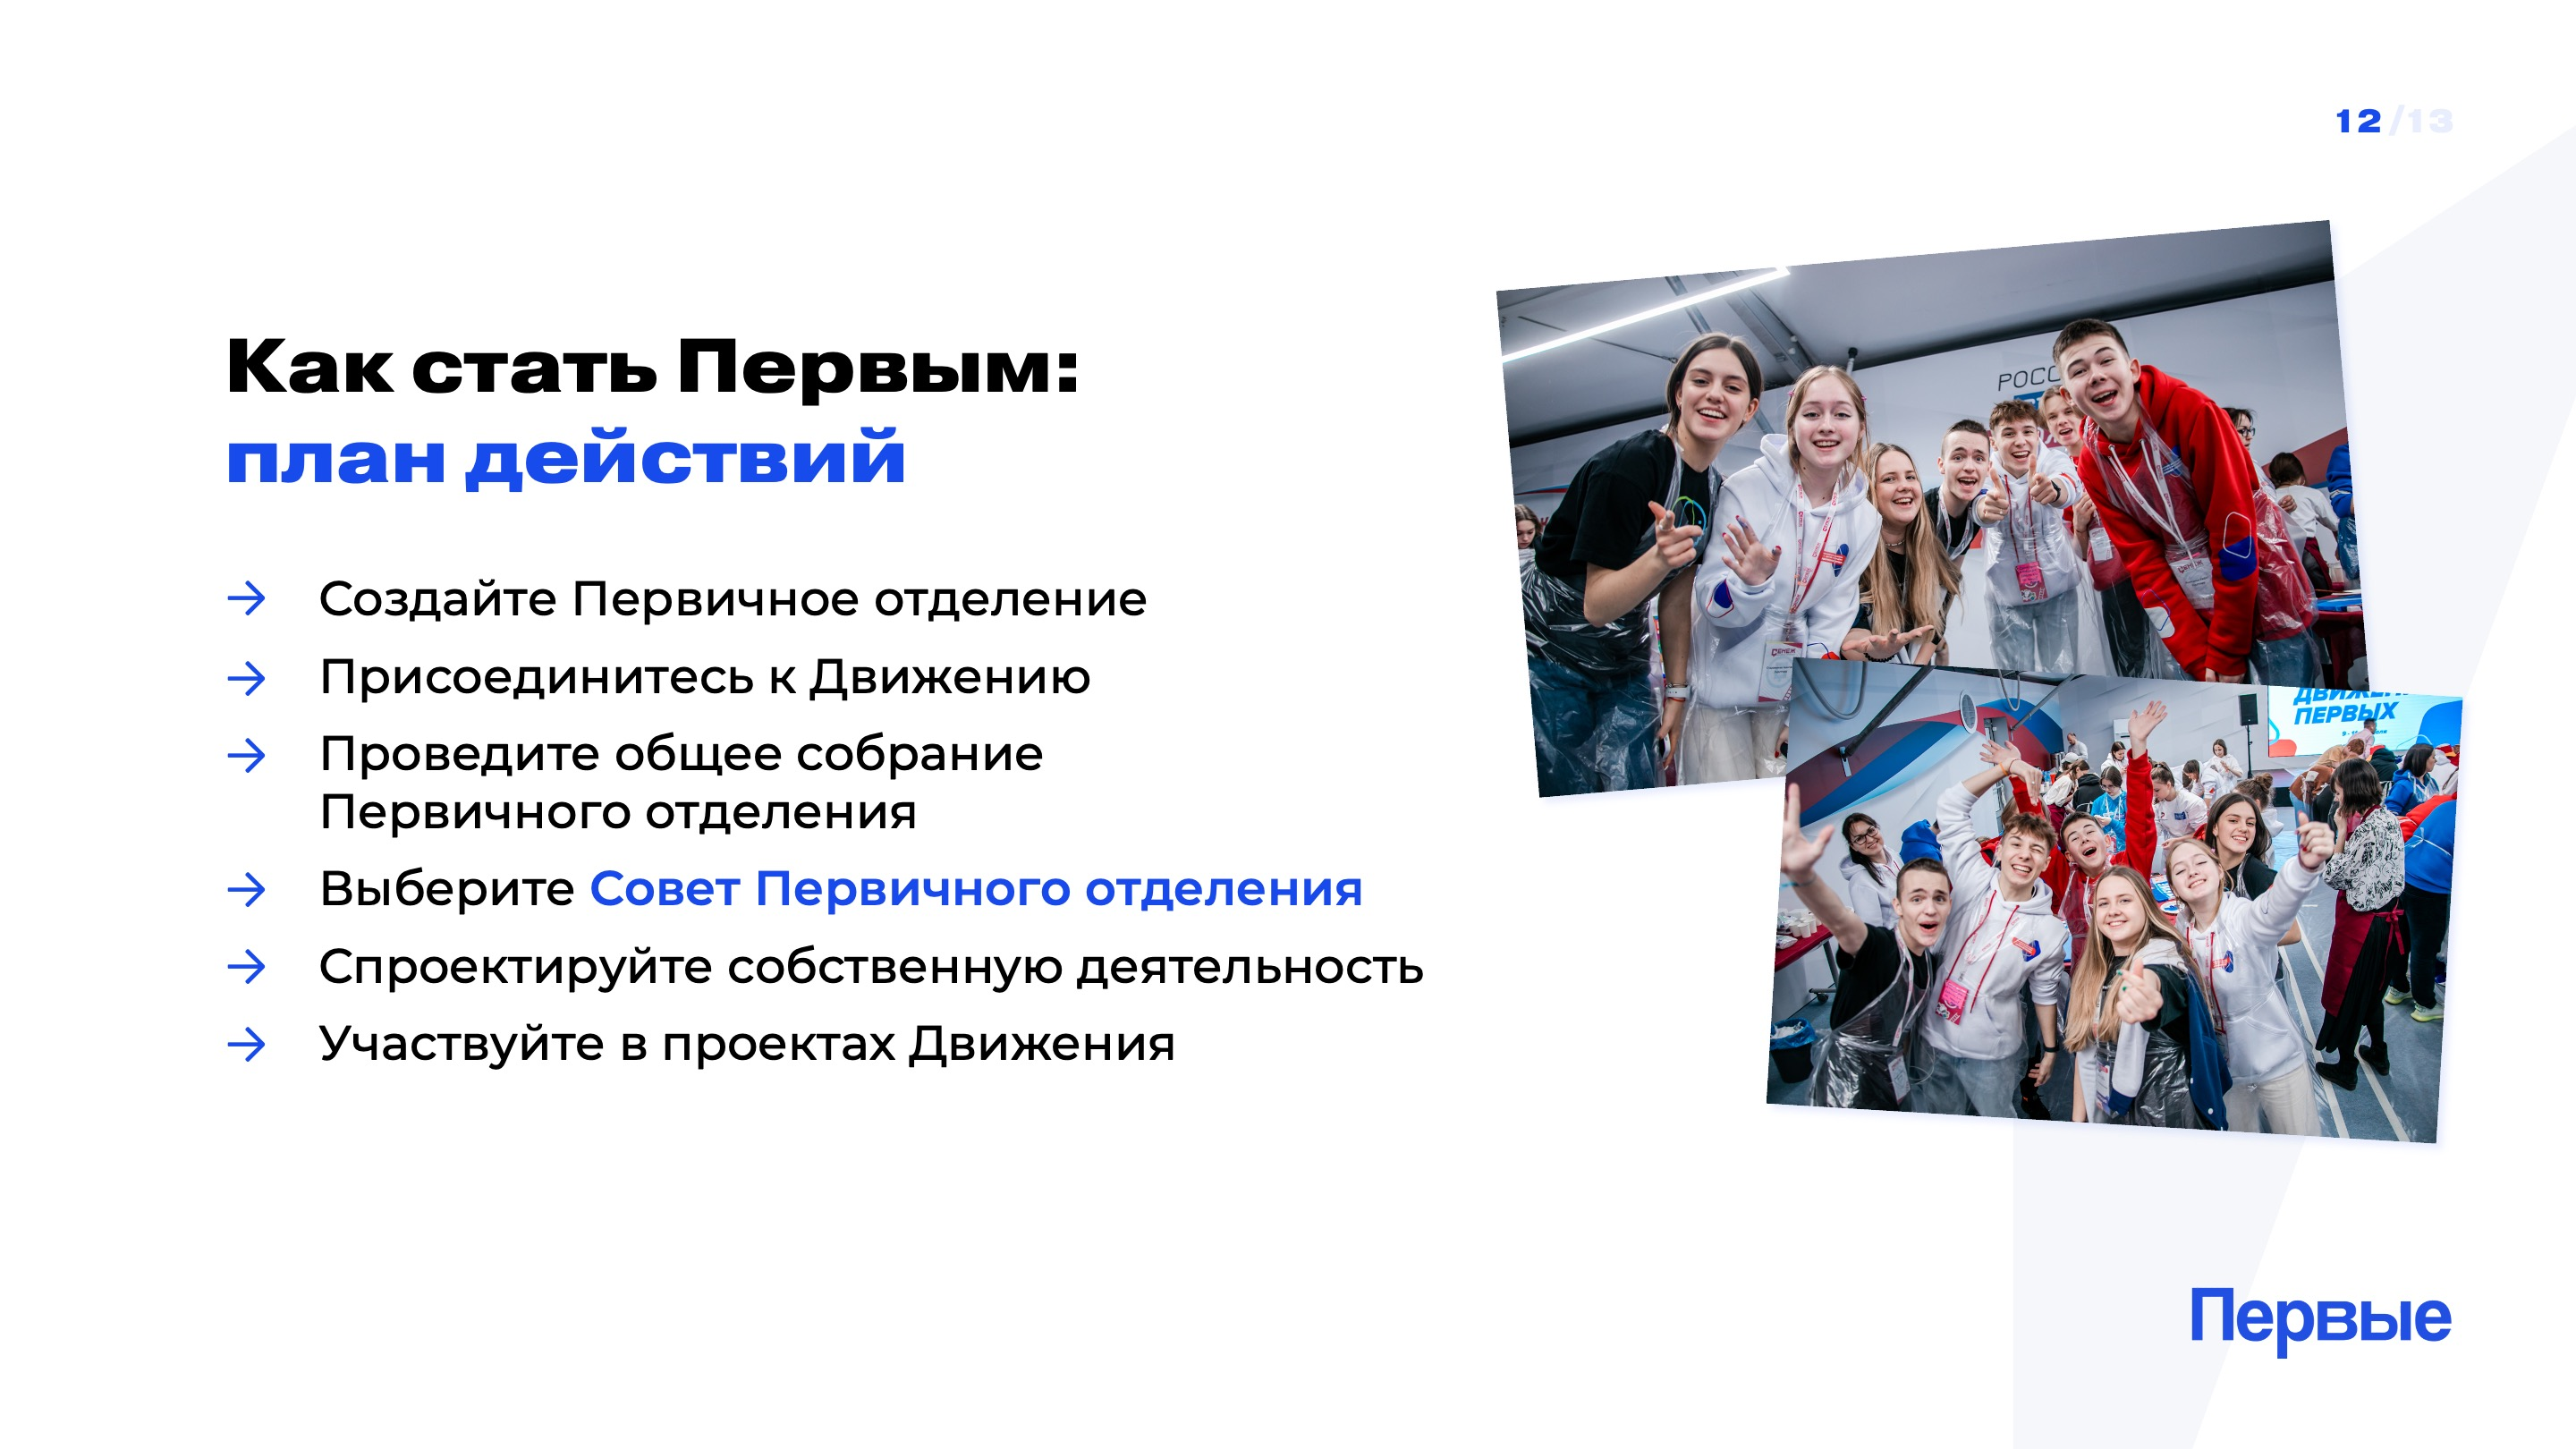 12/13
Как стать Первым:
план действий
→ Создайте Первичное отделение
→ Присоединитесь к Движению
→ Проведите общее собрание
Первичного отделения
→ Выберите Совет Первичного отделения
→ Спроектируйте собственную деятельность
→ Участвуйте в проектах Движения
ПЕРВЫХ
Первые